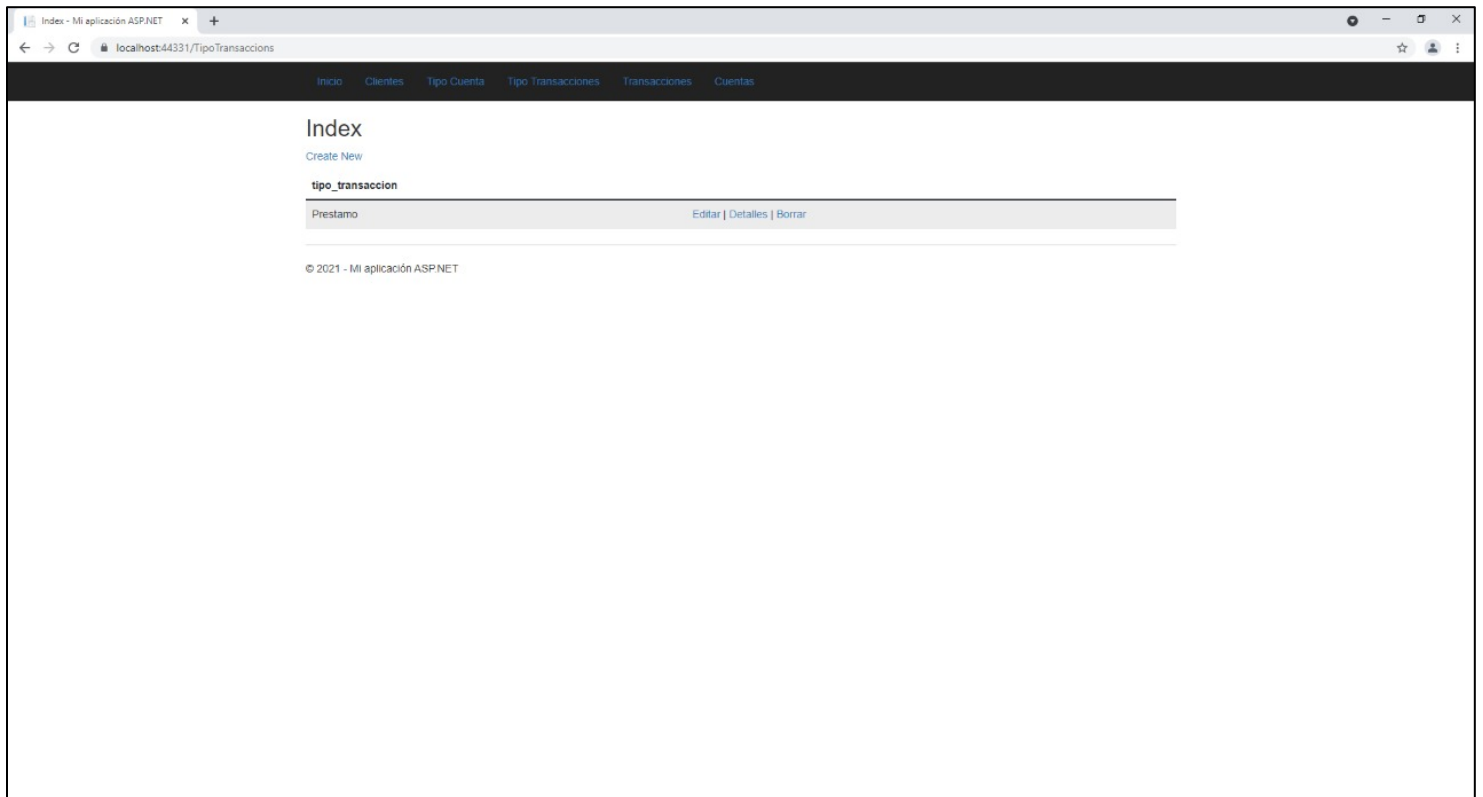 Index - Mi aplicación ASP.NET
localhost:44331/TipoTransaccions
Inicio Clientes Tipo Cuenta Tipo Transacciones Transacciones Cuentas
Index
Create New
tipo_transaccion
Prestamo Editar | Detalles | Borrar
© 2021 - Mi aplicación ASP.NET